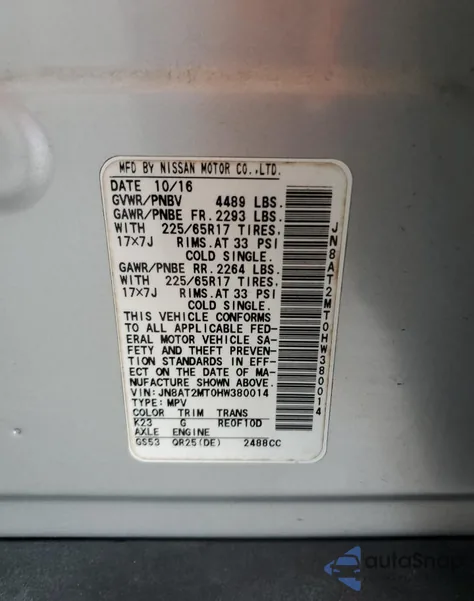 MFD BY NISSAN MOTOR CO.,LTD.
DATE 10/16
GVWR/PNBV 4489 LBS.
GAWR/PNBE FR. 2293 LBS.
WITH 225/65R17 TIRES.
17×7J RIMS.AT 33 PSI
COLD SINGLE.
GAWR/PNBE RR. 2264 LBS.
WITH 225/65R17 TIRES.
17×7J RIMS.AT 33 PSI
COLD SINGLE.
THIS VEHICLE CONFORMS
TO ALL APPLICABLE FED-
ERAL MOTOR VEHICLE SA-
FETY AND THEFT PREVEN-
TION STANDARDS IN EFF-
ECT ON THE DATE OF MA-
NUFACTURE SHOWN ABOVE.
VIN: JN8AT2MT0HW380014
TYPE: MPV
COLOR TRIM TRANS
K23 G RE0F10D
AXLE ENGINE
GS53 QR25(DE) 2488CC
JN8AT2MT0HW380014
autoSnap